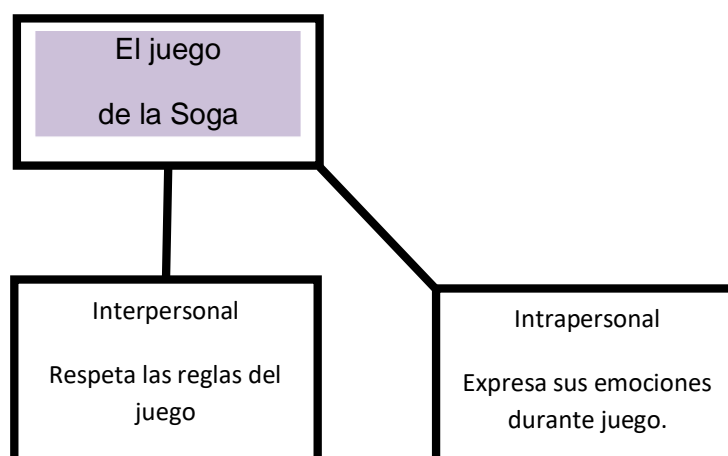 El juego
de la Soga
Interpersonal
Respeta las reglas del
juego
Intrapersonal
Expresa sus emociones
durante juego.